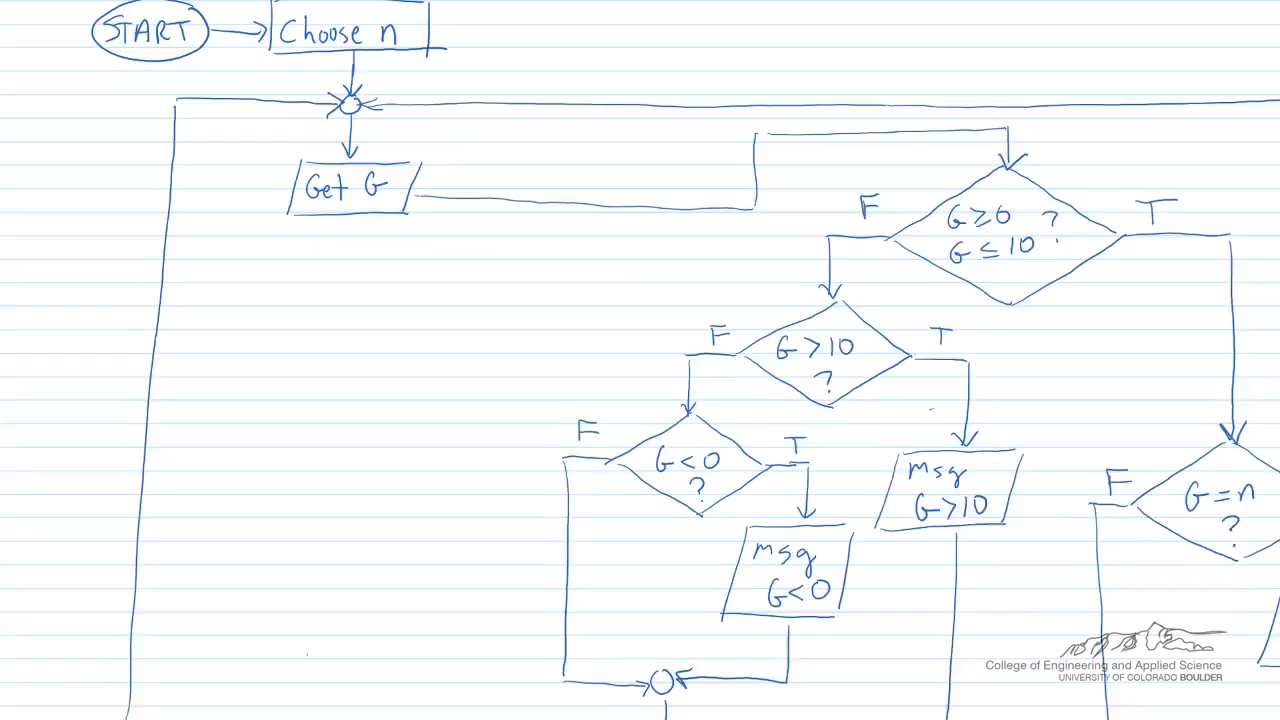 START
Choose n
Get G
F
G ≥ 0 ?
G ≤ 10
T
F
G > 10
?
T
F
G < 0
?
T
msg
G > 10
F
G = n
?
msg
G < 0
College of Engineering and Applied Science
UNIVERSITY OF COLORADO BOULDER